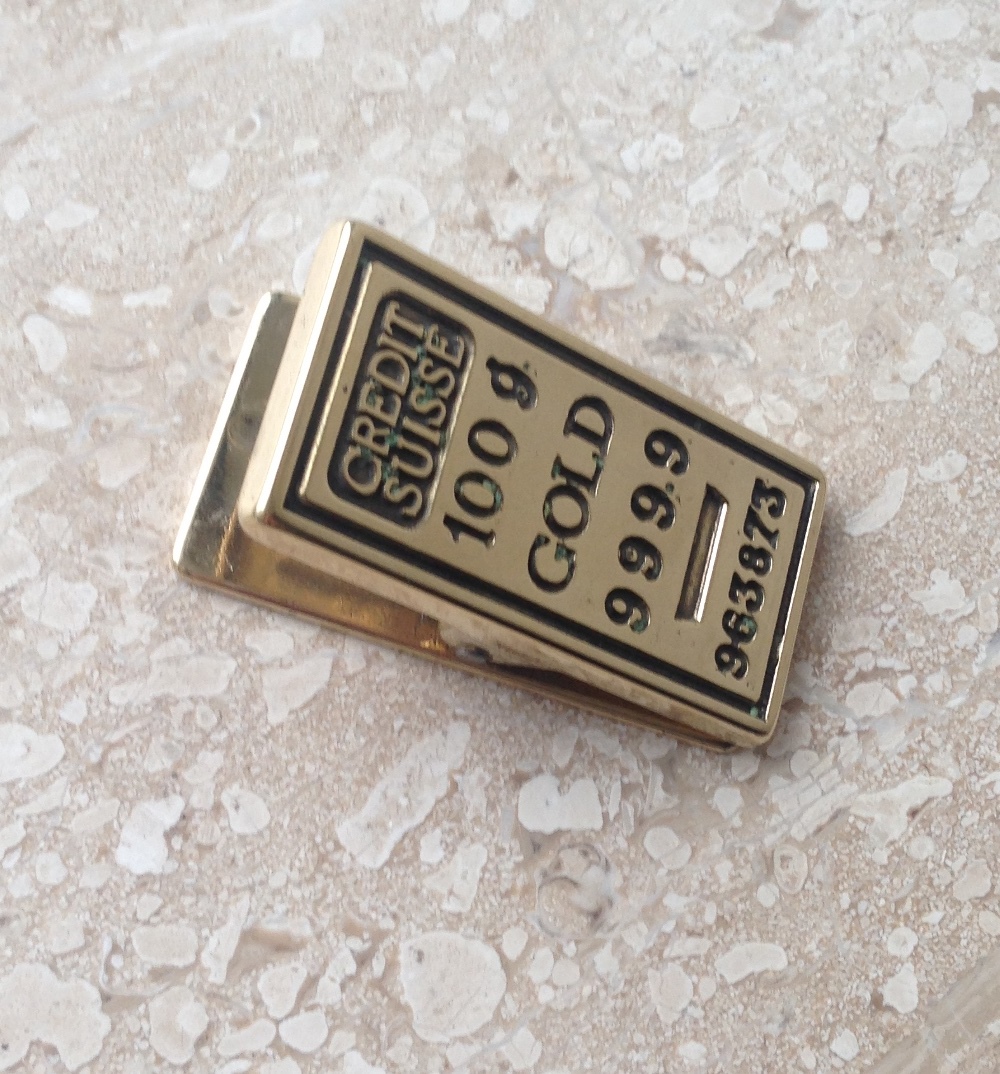 CREDIT
SUISSE
100 g.
GOLD
999.9
963873